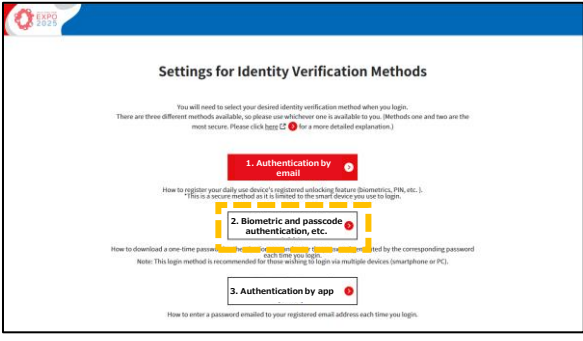 EXPO
2025
Settings for Identity Verification Methods
You will need to select your desired identity verification method when you login.
There are three different methods available, so please use whichever one is available to you. (Methods one and two are the
most secure. Please click here for a more detailed explanation.)
1. Authentication by
email
How to register your daily use device's registered unlocking feature (biometrics, PIN, etc. ).
*This is a secure method as it is limited to the smart device you use to login.
2. Biometric and passcode
authentication, etc.
How to download a one-time by the corresponding password
each time you login.
Note: This login method is recommended for those wishing to login via multiple devices (smartphone or PC).
3. Authentication by app
How to enter a password emailed to your registered email address each time you login.